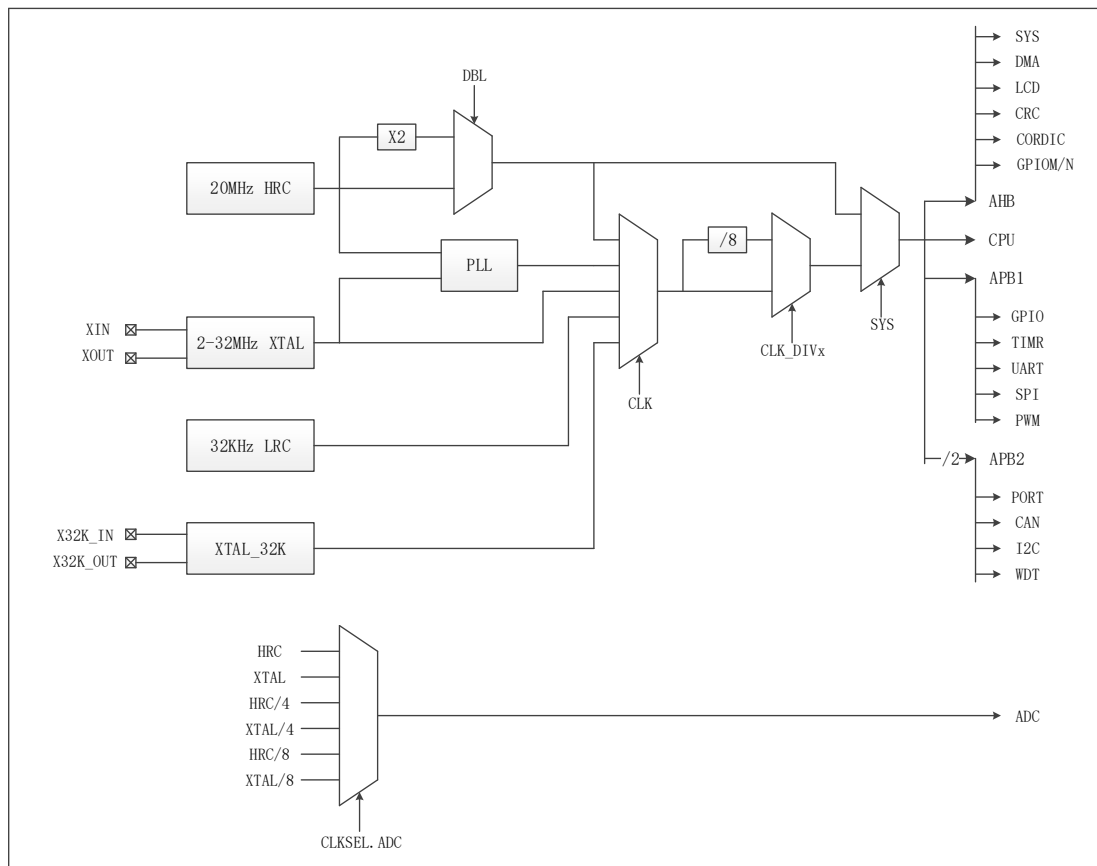 SYS
DMA
LCD
CRC
CORDIC
GPIOM/N
AHB
CPU
APB1
GPIO
TIMR
UART
SPI
PWM
/2
APB2
PORT
CAN
I2C
WDT
DBL
X2
20MHz HRC
PLL
/8
SYS
CLK_DIVx
CLK
XIN
XOUT
2-32MHz XTAL
32KHz LRC
X32K_IN
X32K_OUT
XTAL_32K
HRC
XTAL
HRC/4
XTAL/4
HRC/8
XTAL/8
ADC
CLKSEL.ADC